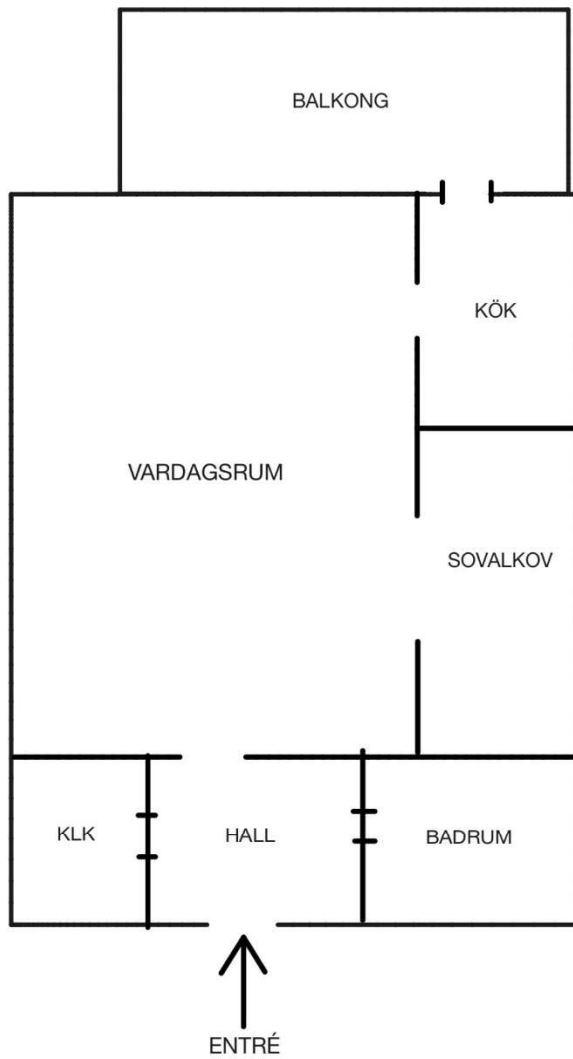 BALKONG
KÖK
VARDAGSRUM
SOVALKOV
KLK
HALL
BADRUM
ENTRÉ